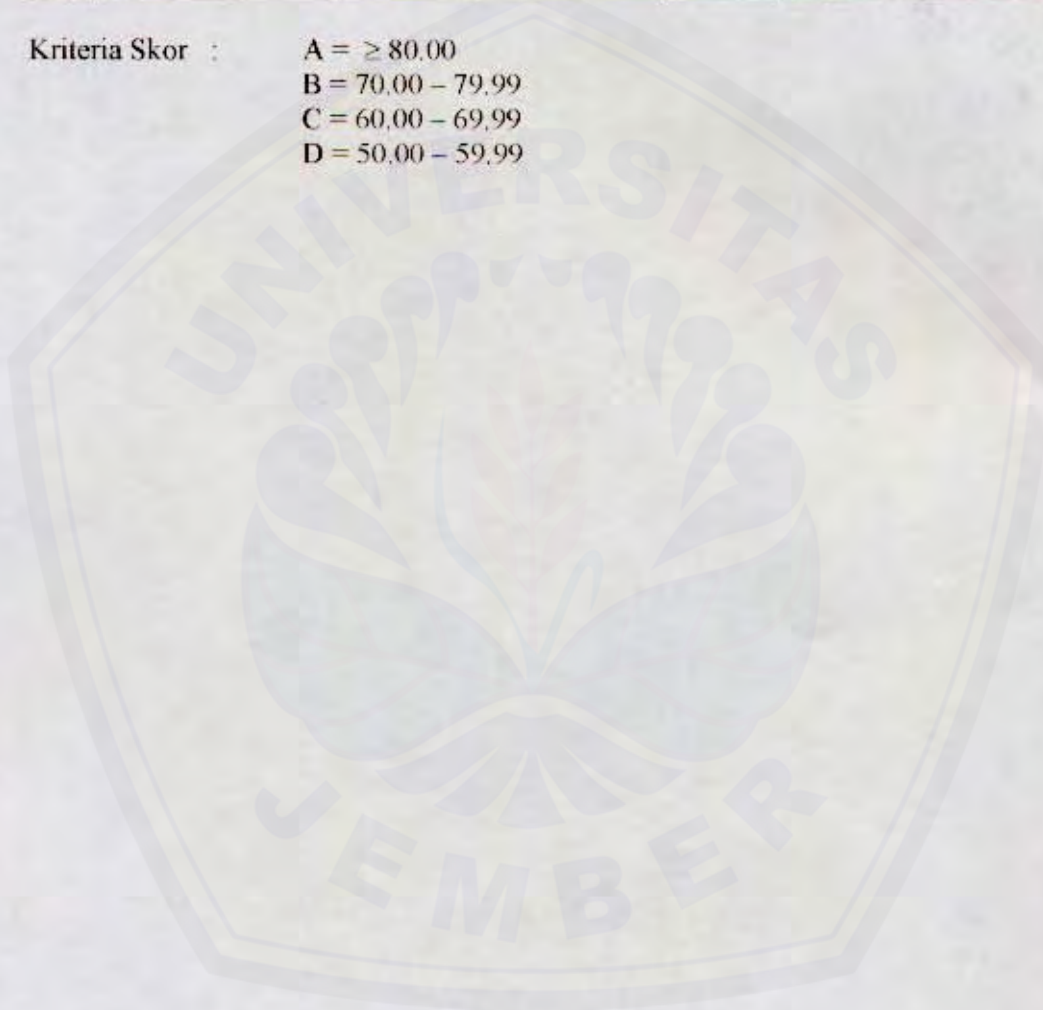 Kriteria Skor : A = ≥ 80,00
B = 70,00 – 79,99
C = 60,00 – 69,99
D = 50,00 – 59,99
UNIVERSITAS
JEMBER